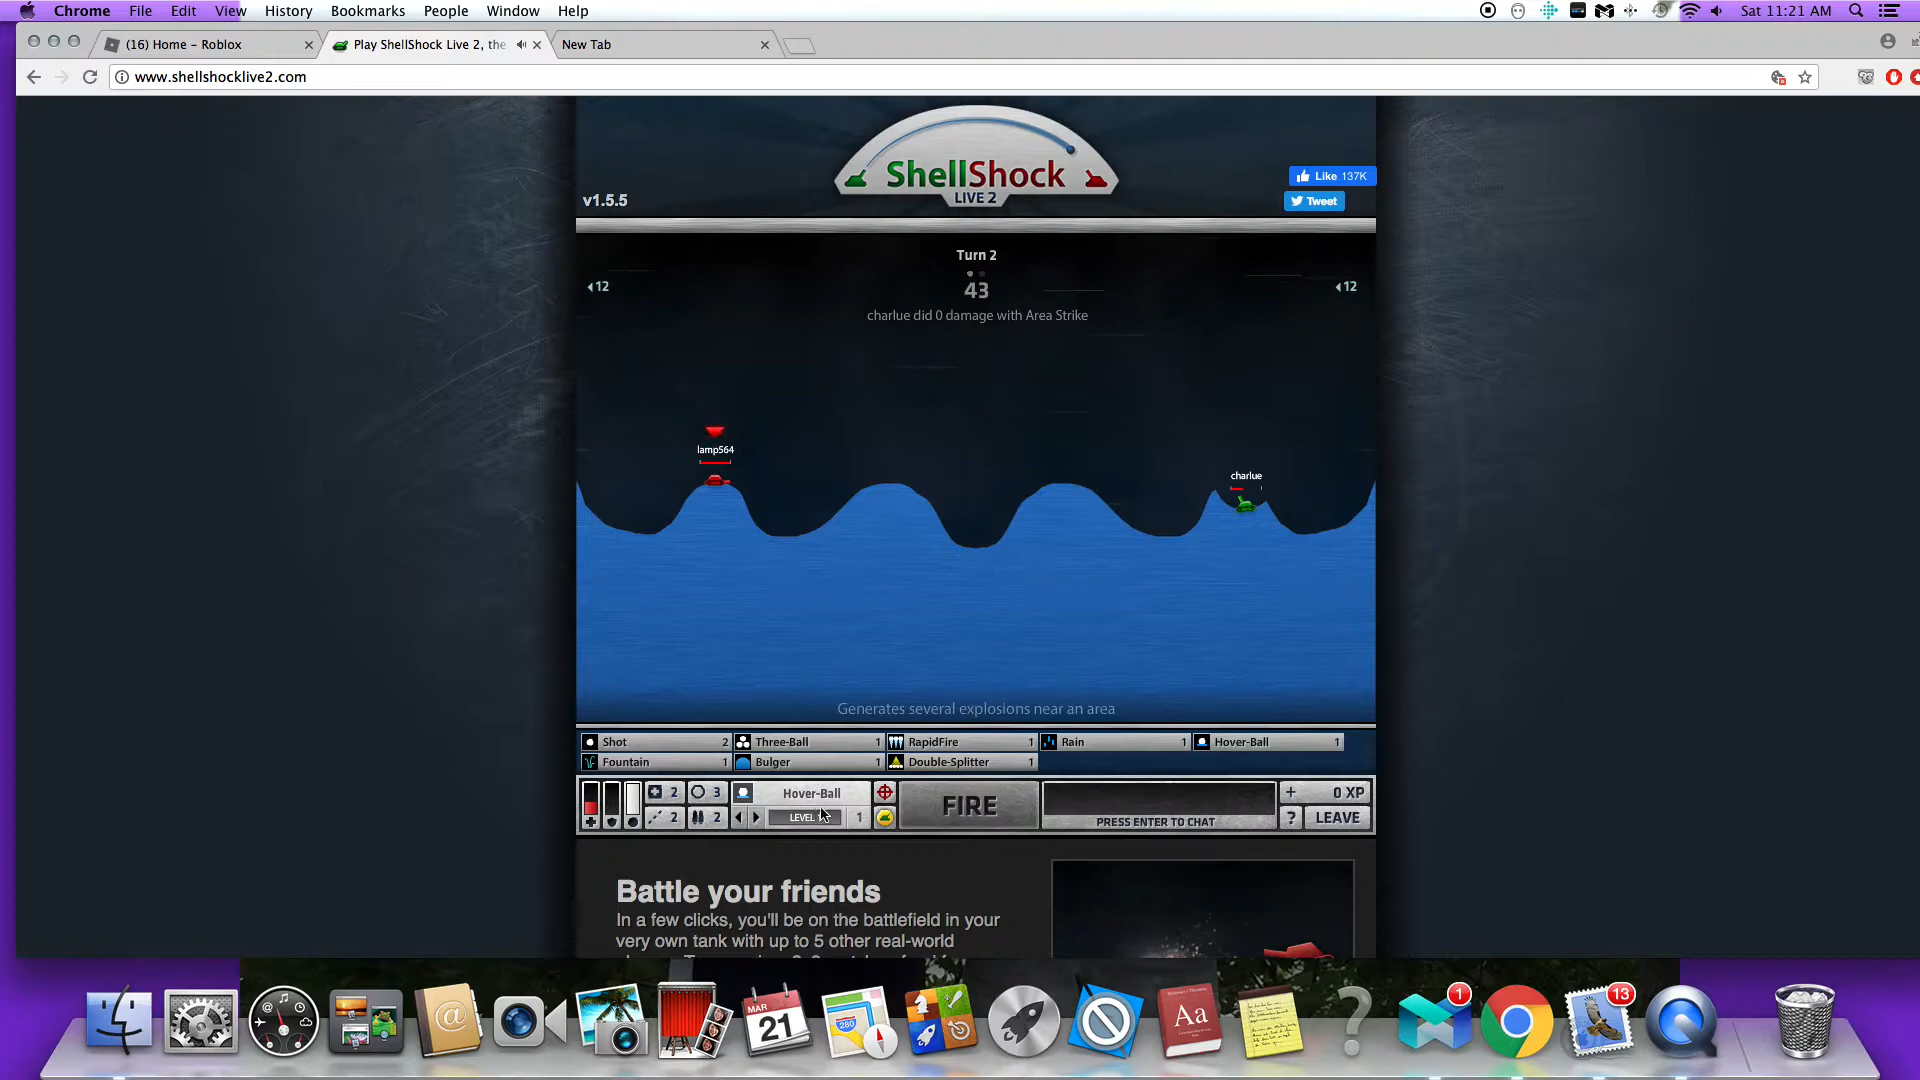 Chrome File Edit View History Bookmarks People Window Help Sat 11:21 AM
(16) Home – Roblox Play ShellShock Live 2, the New Tab
www.shellshocklive2.com
ShellShock
LIVE 2
v1.5.5
Like 137K
Tweet
Turn 2
12 43 12
charlue did 0 damage with Area Strike
lamp564
charlue
Generates several explosions near an area
Shot 2 Three-Ball 1 RapidFire 1 Rain 1 Hover-Ball 1
Fountain 1 Bulger 1 Double-Splitter 1
2 3 Hover-Ball FIRE + 0 XP
2 2 LEVEL 1 PRESS ENTER TO CHAT ? LEAVE
Battle your friends
In a few clicks, you'll be on the battlefield in your
very own tank with up to 5 other real-world
MAR
21
280
Aa
?
1
13